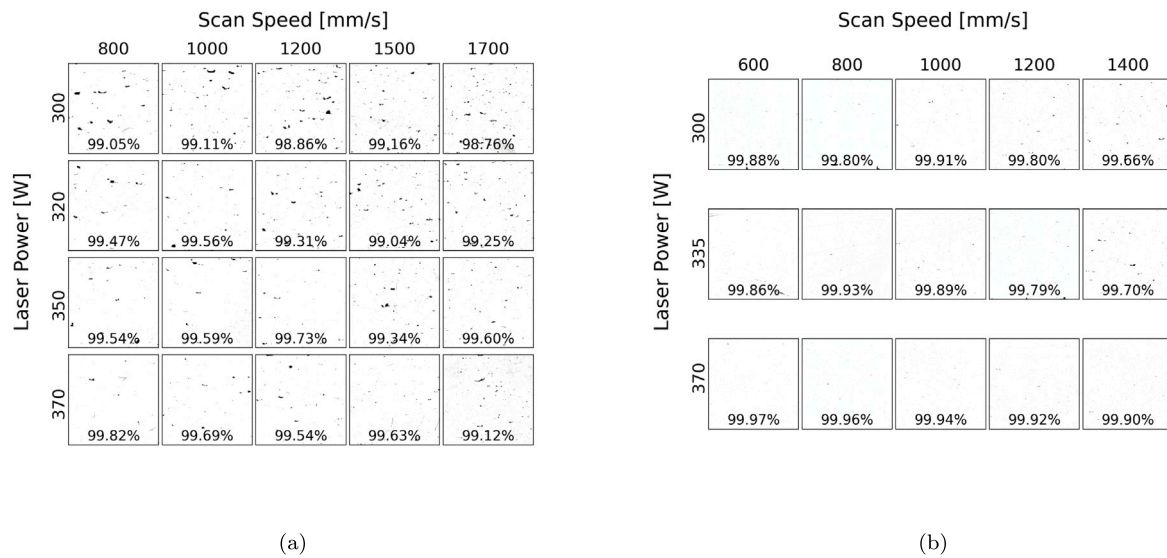 Scan Speed [mm/s]
800 1000 1200 1500 1700
Laser Power [W]
300
99.05% 99.11% 98.86% 99.16% 98.76%
320
99.47% 99.56% 99.31% 99.04% 99.25%
350
99.54% 99.59% 99.73% 99.34% 99.60%
370
99.82% 99.69% 99.54% 99.63% 99.12%
(a)
Scan Speed [mm/s]
600 800 1000 1200 1400
Laser Power [W]
300
99.88% 99.80% 99.91% 99.80% 99.66%
335
99.86% 99.93% 99.89% 99.79% 99.70%
370
99.97% 99.96% 99.94% 99.92% 99.90%
(b)